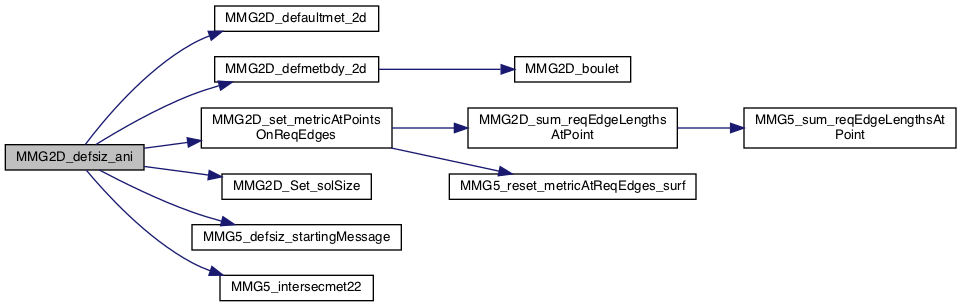 MMG2D_defaultmet_2d
MMG2D_defmetbdy_2d
MMG2D_boulet
MMG2D_set_metricAtPoints
OnReqEdges
MMG2D_sum_reqEdgeLengths
AtPoint
MMG5_sum_reqEdgeLengthsAt
Point
MMG2D_defsiz_ani
MMG2D_Set_solSize
MMG5_reset_metricAtReqEdges_surf
MMG5_defsiz_startingMessage
MMG5_intersecmet22